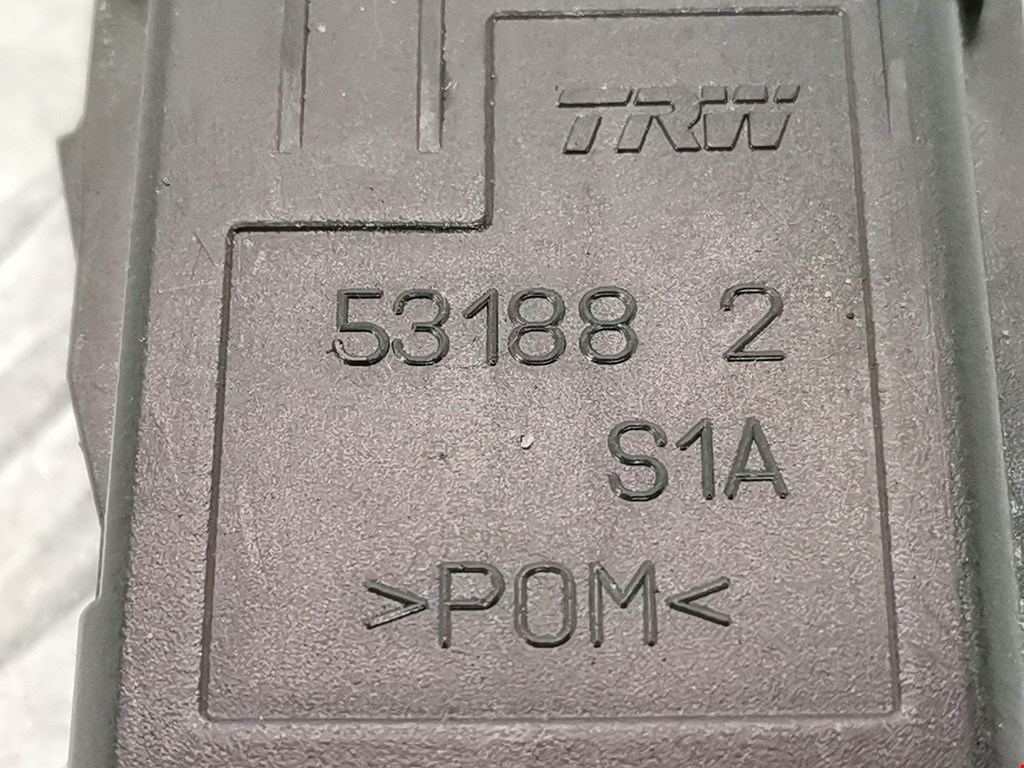 TRW
53188 2
S1A
>POM<